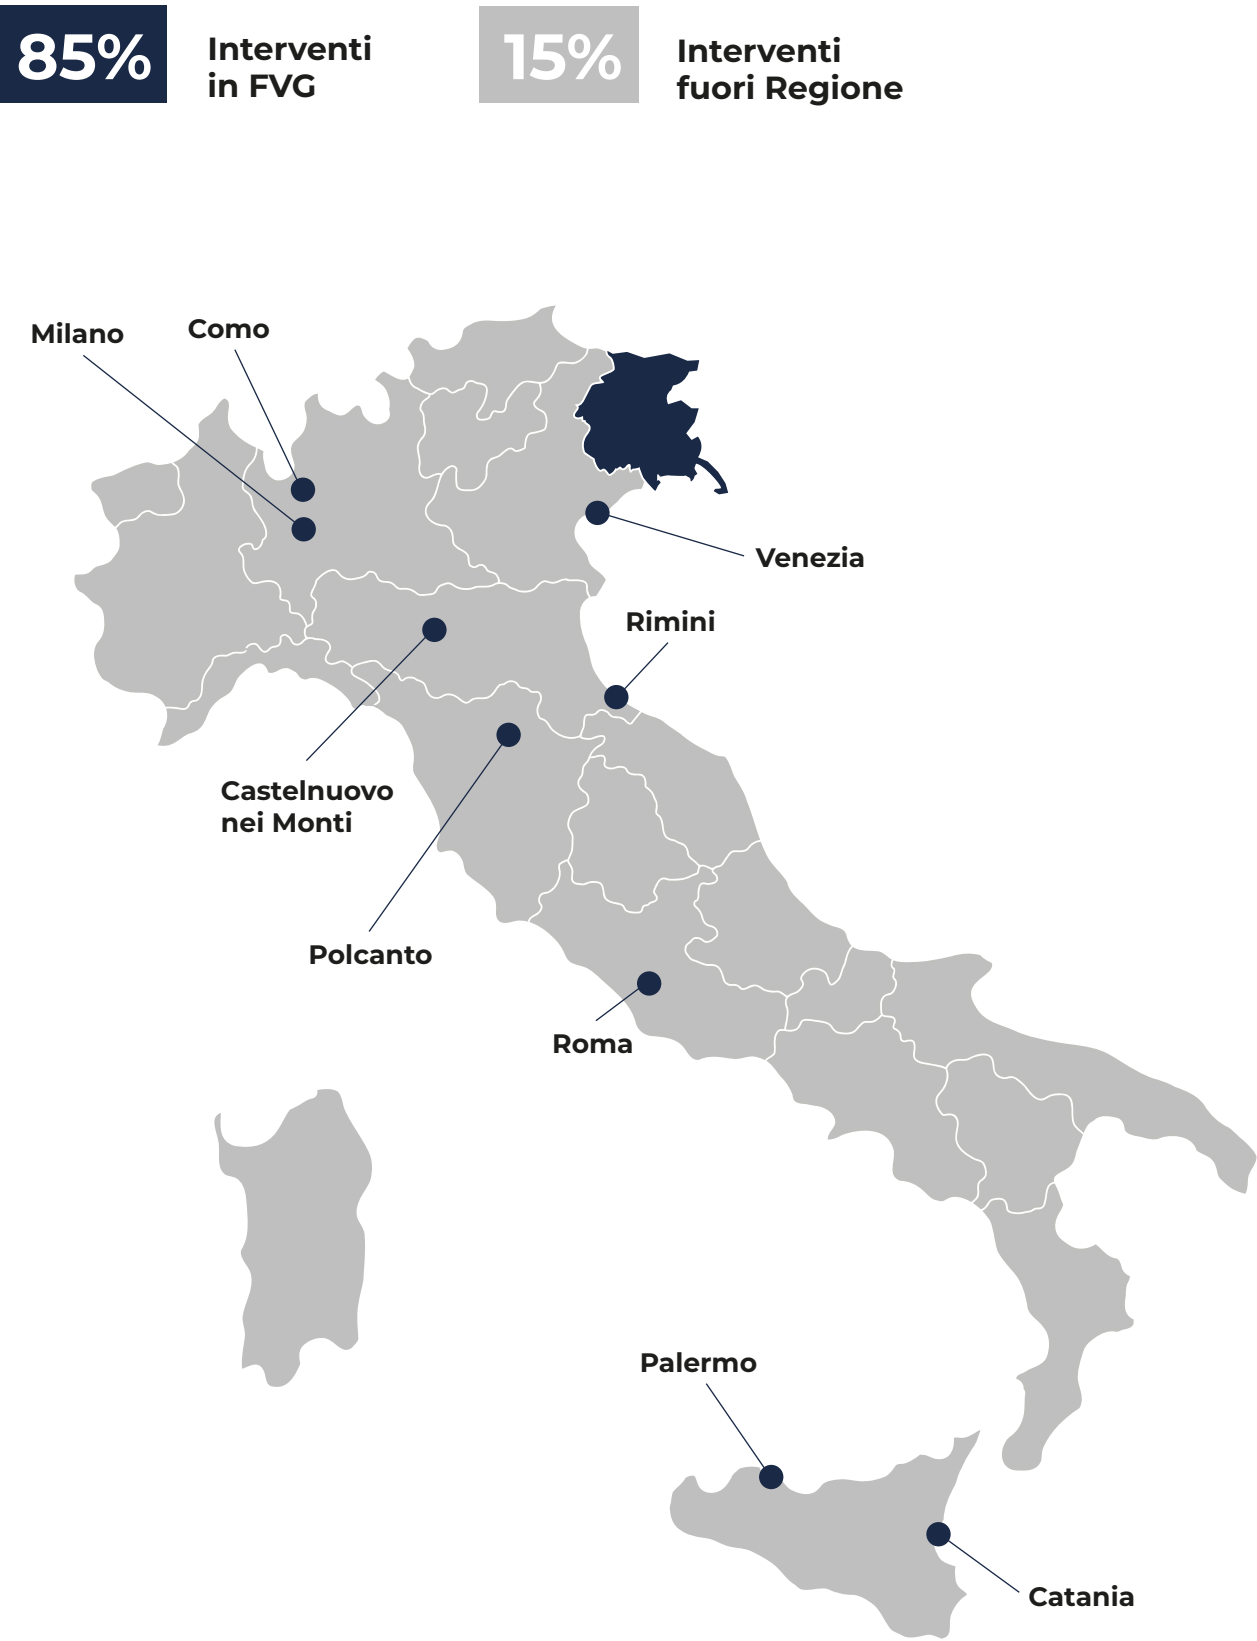 85%
Interventi
in FVG
15%
Interventi
fuori Regione
Milano
Como
Venezia
Rimini
Castelnuovo
nei Monti
Polcanto
Roma
Palermo
Catania